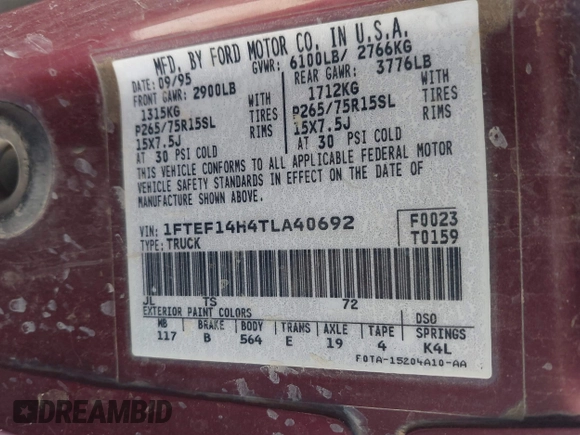 MFD. BY FORD MOTOR CO. IN U.S.A.
DATE: 09/95 GVWR: 6100LB/ 2766KG
FRONT GAWR: 2900LB REAR GAWR: 3776LB
1315KG WITH 1712KG WITH
P265/75R15SL TIRES P265/75R15SL TIRES
15X7.5J RIMS 15X7.5J RIMS
AT 30 PSI COLD AT 30 PSI COLD
THIS VEHICLE CONFORMS TO ALL APPLICABLE FEDERAL MOTOR
VEHICLE SAFETY STANDARDS IN EFFECT ON THE DATE OF
MANUFACTURE SHOWN ABOVE.
VIN: 1FTEF14H4TLA40692 F0023
TYPE: TRUCK T0159
JL TS 72
EXTERIOR PAINT COLORS DSO
WB BRAKE BODY TRANS AXLE TAPE SPRINGS
117 B 564 E 19 4 K4L
F0TA-15204A10-AA
DREAMBID